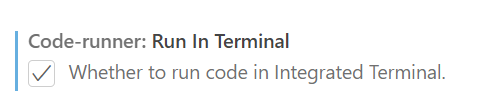 Code-runner: Run In Terminal
Whether to run code in Integrated Terminal.